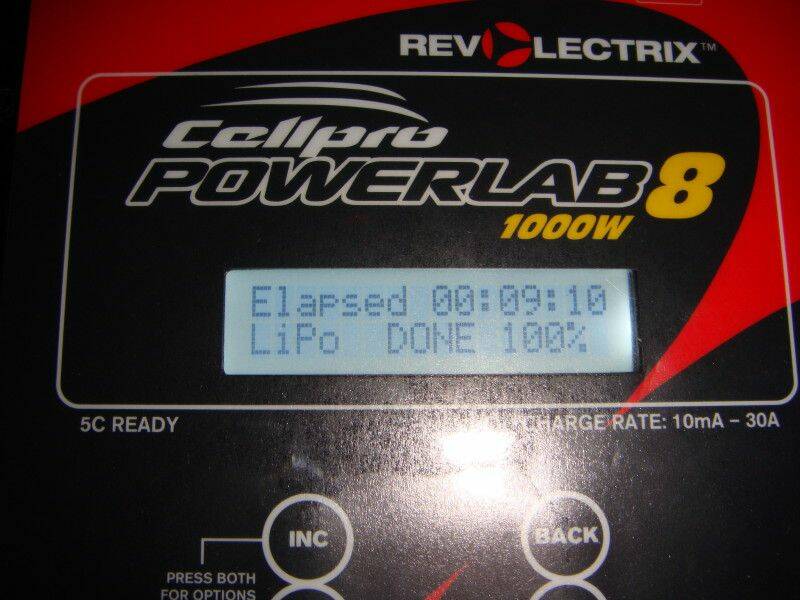 REVOLECTRIX™
Cellpro
POWERLAB 8
1000W
Elapsed 00:09:10
LiPo DONE 100%
5C READY
CHARGE RATE: 10mA – 30A
INC
BACK
PRESS BOTH
FOR OPTIONS